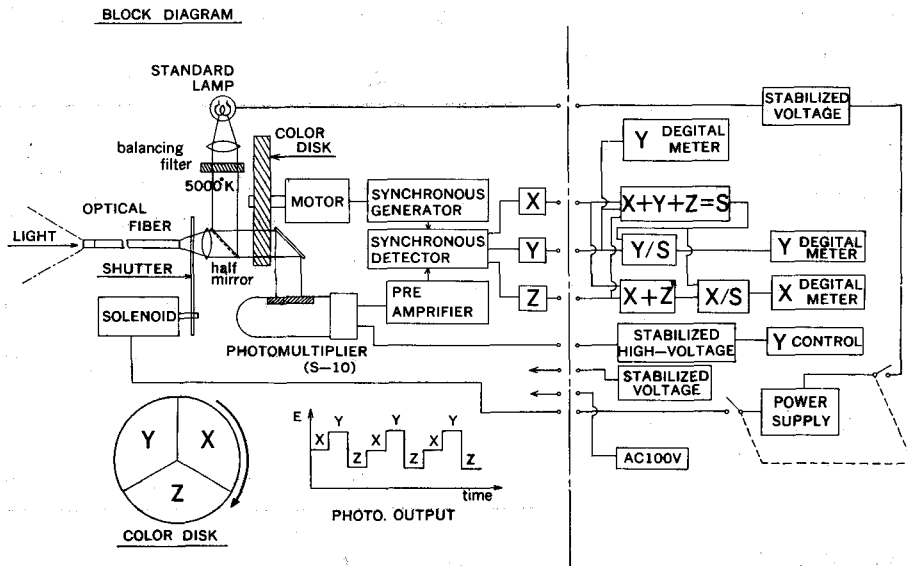 BLOCK DIAGRAM
STANDARD
LAMP
balancing
filter
5000°K
COLOR
DISK
OPTICAL
FIBER
LIGHT
SHUTTER
half
mirror
SOLENOID
MOTOR
SYNCHRONOUS
GENERATOR
SYNCHRONOUS
DETECTOR
PRE
AMPRIFIER
PHOTOMULTIPLIER
(S-10)
X
Y
Z
Y DEGITAL
METER
STABILIZED
VOLTAGE
X+Y+Z=S
Y/S
Y DEGITAL
METER
X+Z
X/S
X DEGITAL
METER
STABILIZED
HIGH-VOLTAGE
Y CONTROL
STABILIZED
VOLTAGE
POWER
SUPPLY
AC100V
Y X
Z
COLOR DISK
E
X Y Z X Y Z X Y Z
time
PHOTO. OUTPUT